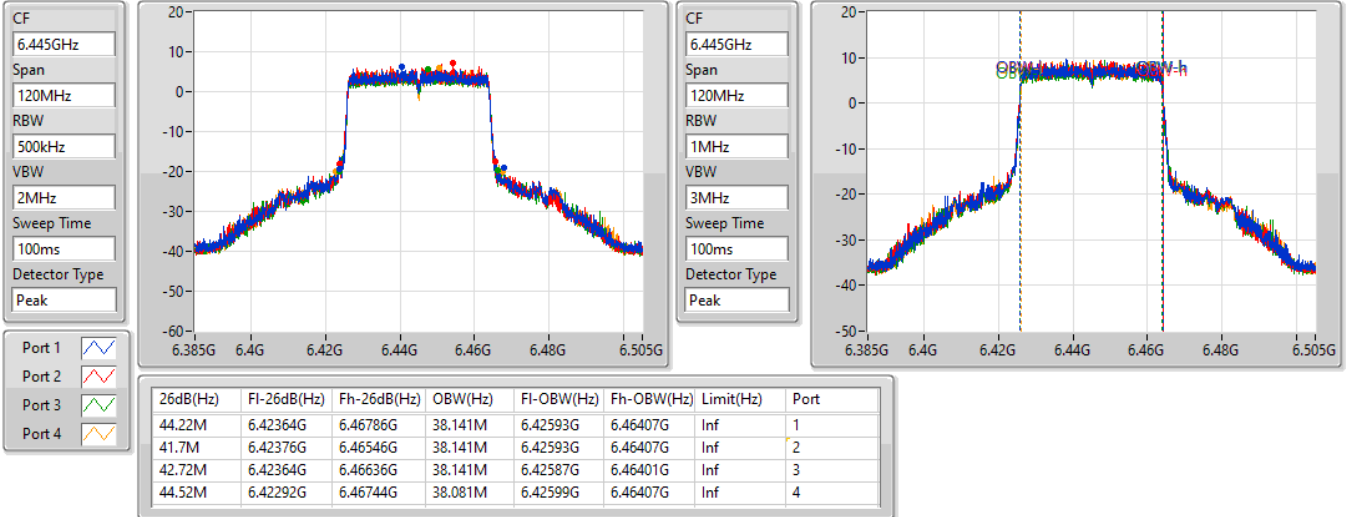 CF
6.445GHz
Span
120MHz
RBW
500kHz
VBW
2MHz
Sweep Time
100ms
Detector Type
Peak
20
10
0
-10
-20
-30
-40
-50
-60
6.385G 6.4G 6.42G 6.44G 6.46G 6.48G 6.505G
CF
6.445GHz
Span
120MHz
RBW
1MHz
VBW
3MHz
Sweep Time
100ms
Detector Type
Peak
20
10
0
-10
-20
-30
-40
-50
OBW-h
6.385G 6.4G 6.42G 6.44G 6.46G 6.48G 6.505G
Port 1
Port 2
Port 3
Port 4
26dB(Hz) Fl-26dB(Hz) Fh-26dB(Hz) OBW(Hz) Fl-OBW(Hz) Fh-OBW(Hz) Limit(Hz) Port
44.22M 6.42364G 6.46786G 38.141M 6.42593G 6.46407G Inf 1
41.7M 6.42376G 6.46546G 38.141M 6.42593G 6.46407G Inf 2
42.72M 6.42364G 6.46636G 38.141M 6.42587G 6.46401G Inf 3
44.52M 6.42292G 6.46744G 38.081M 6.42599G 6.46407G Inf 4